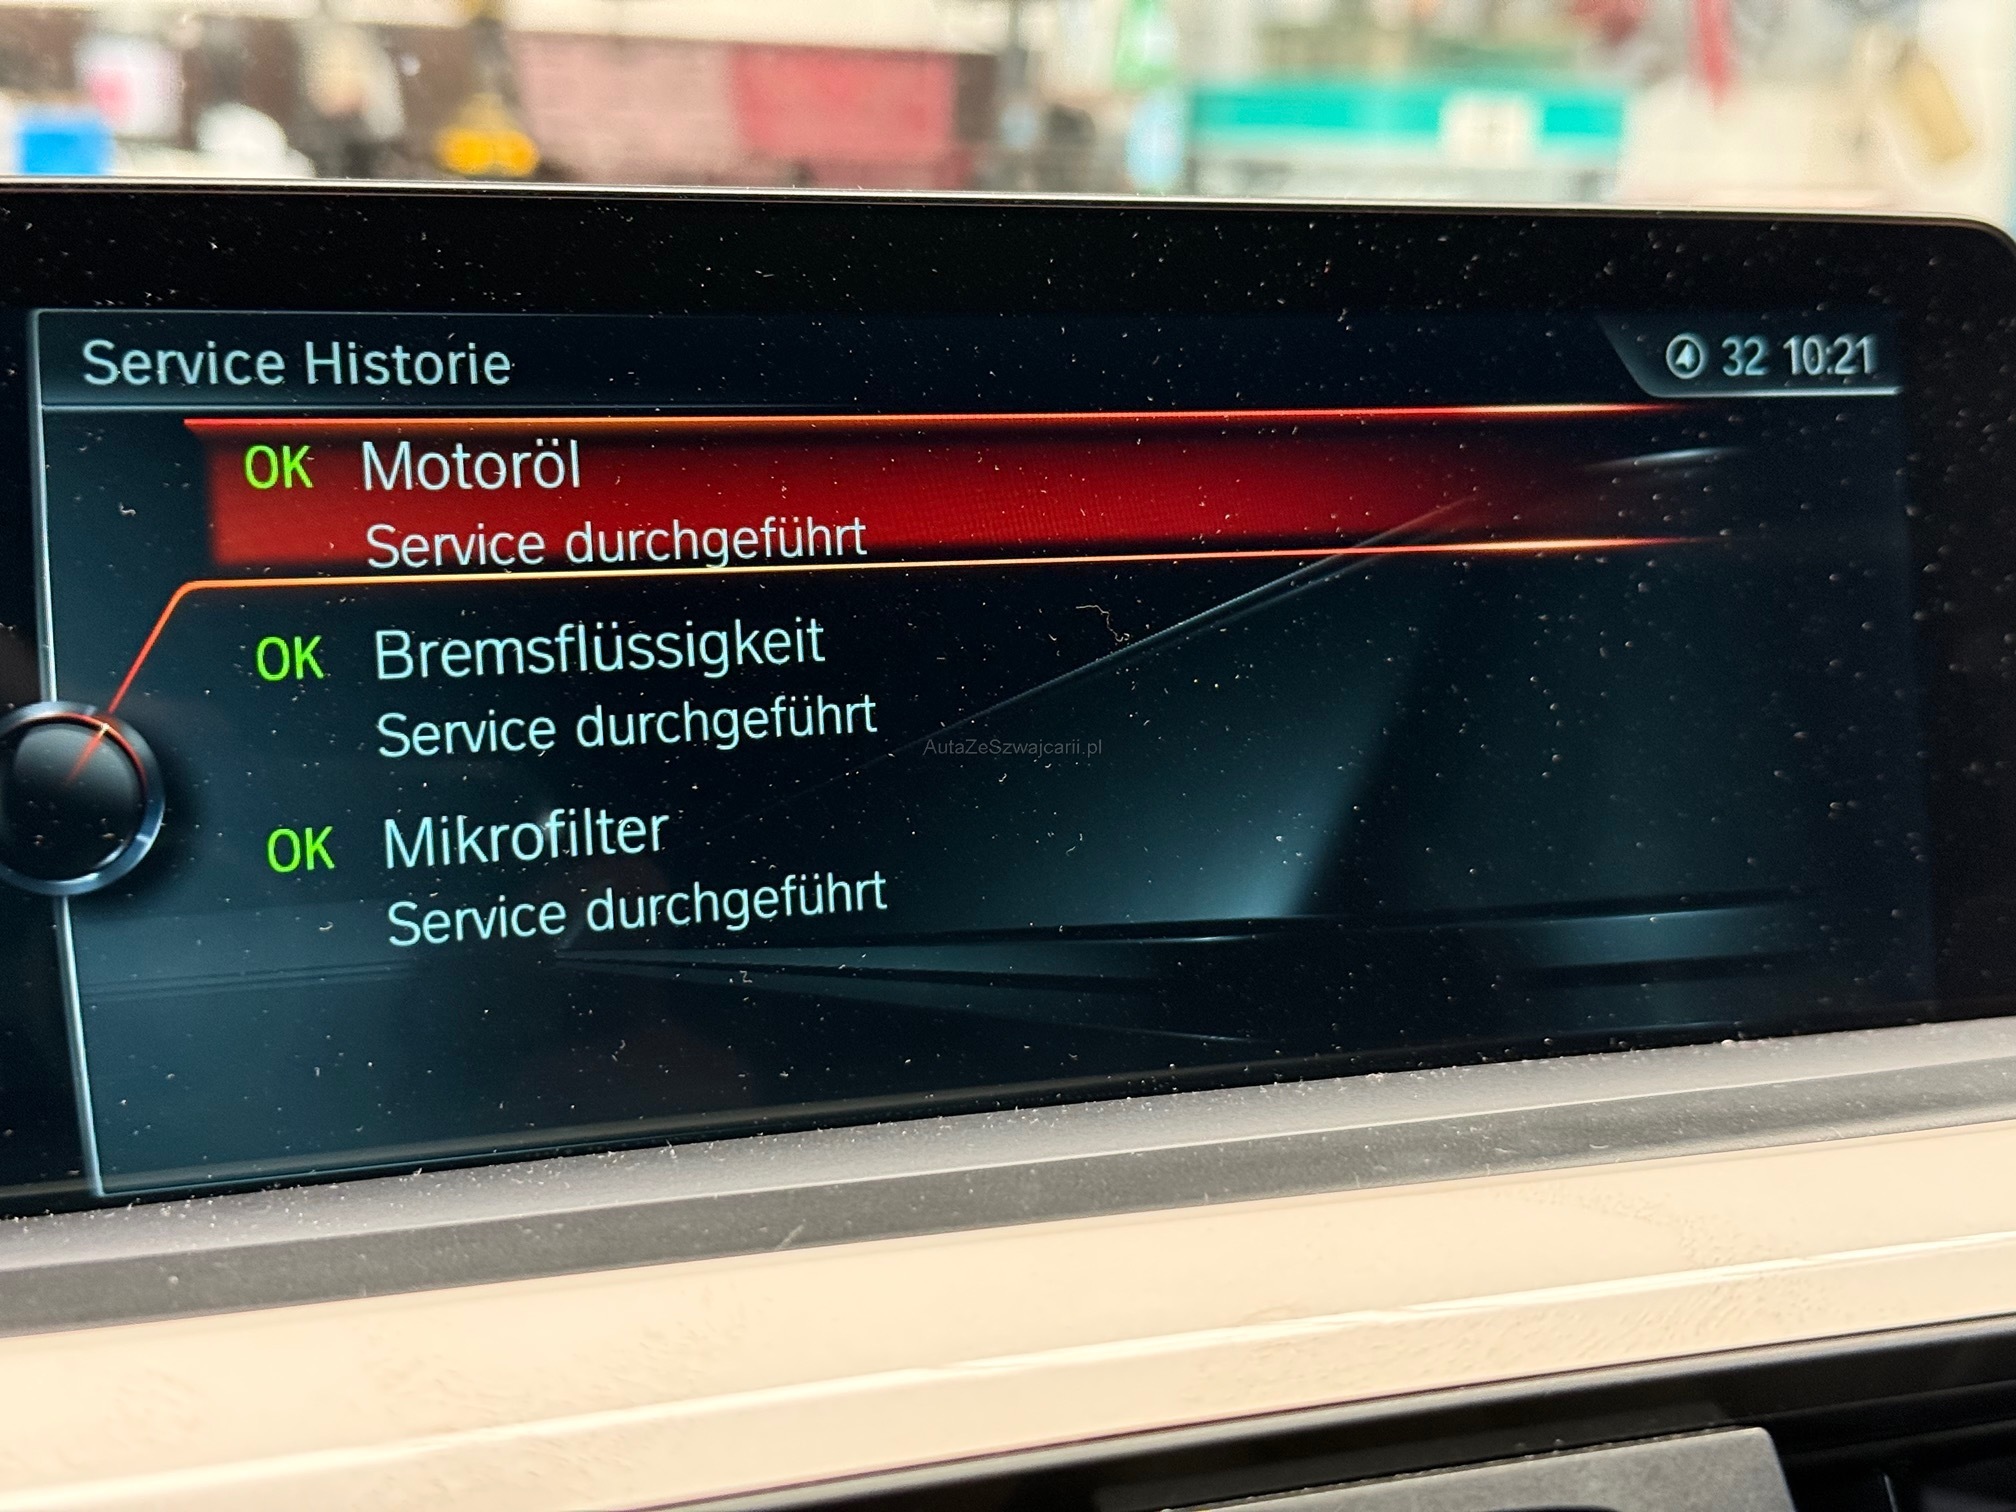 Service Historie
32 10:21
OK Motoröl
Service durchgeführt
OK Bremsflüssigkeit
Service durchgeführt
AutaZeSzwajcarii.pl
OK Mikrofilter
Service durchgeführt